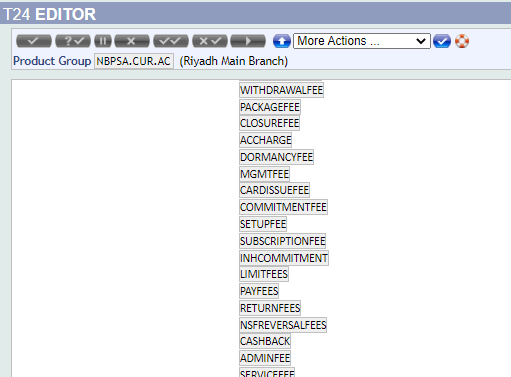 T24 EDITOR
More Actions ...
Product Group NBPSA.CUR.AC (Riyadh Main Branch)
WITHDRAWALFEE
PACKAGEFEE
CLOSUREFEE
ACCHARGE
DORMANCYFEE
MGMTFEE
CARDISSUEFEE
COMMITMENTFEE
SETUPFEE
SUBSCRIPTIONFEE
INHCOMMITMENT
LIMITFEES
PAYFEES
RETURNFEES
NSFREVERSALFEES
CASHBACK
ADMINFEE
SERVICEFEE